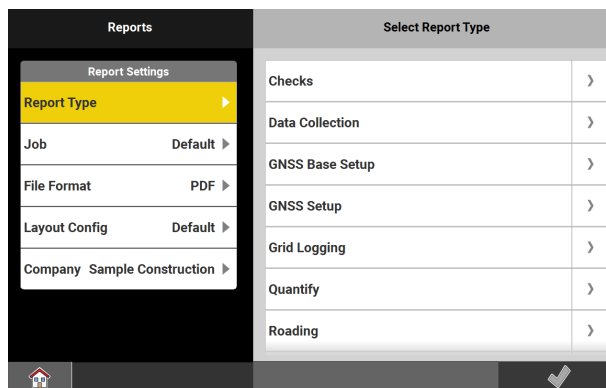 Reports
Select Report Type
Report Settings
Report Type
Job Default
File Format PDF
Layout Config Default
Company Sample Construction
Checks
Data Collection
GNSS Base Setup
GNSS Setup
Grid Logging
Quantify
Roading